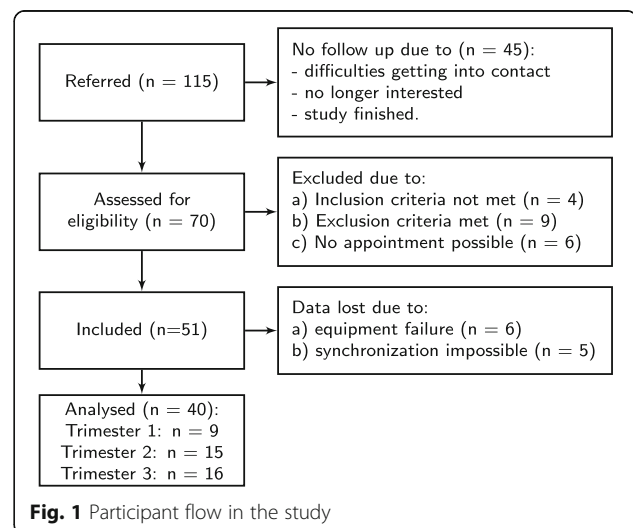 Referred (n = 115)
No follow up due to (n = 45):
- difficulties getting into contact
- no longer interested
- study finished.
Assessed for
eligibility (n = 70)
Excluded due to:
a) Inclusion criteria not met (n = 4)
b) Exclusion criteria met (n = 9)
c) No appointment possible (n = 6)
Included (n=51)
Data lost due to:
a) equipment failure (n = 6)
b) synchronization impossible (n = 5)
Analysed (n = 40):
Trimester 1: n = 9
Trimester 2: n = 15
Trimester 3: n = 16
Fig. 1 Participant flow in the study